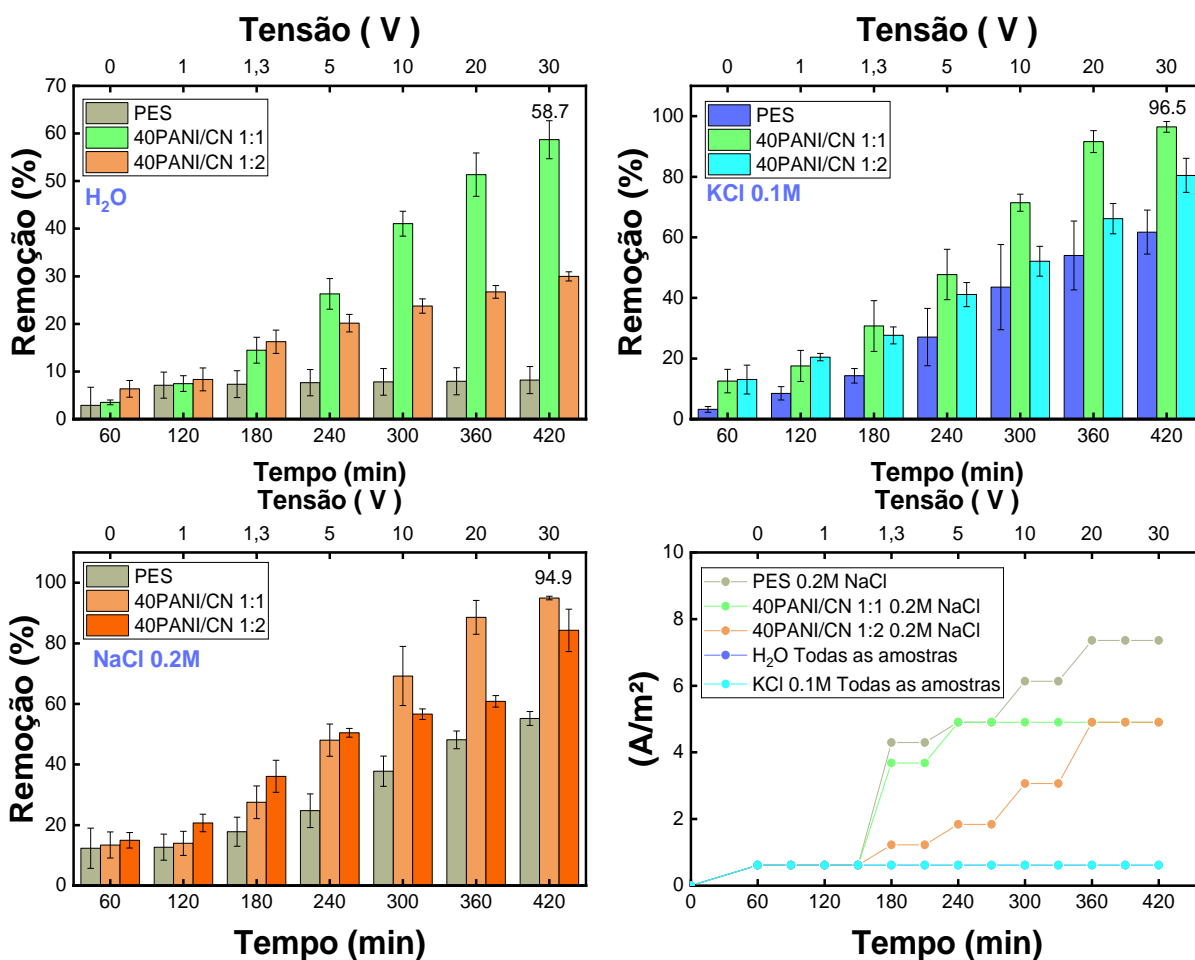 Tensão ( V )
0 1 1,3 5 10 20 30
70
60
50
40
30
20
10
0
Remoção (%)
PES
40PANI/CN 1:1
40PANI/CN 1:2
H₂O
58.7
60 120 180 240 300 360 420
Tempo (min)
Tensão ( V )
0 1 1,3 5 10 20 30
100
80
60
40
20
0
Remoção (%)
PES
40PANI/CN 1:1
40PANI/CN 1:2
KCl 0.1M
96.5
60 120 180 240 300 360 420
Tempo (min)
Tensão ( V )
0 1 1,3 5 10 20 30
100
80
60
40
20
0
Remoção (%)
PES
40PANI/CN 1:1
40PANI/CN 1:2
NaCl 0.2M
94.9
60 120 180 240 300 360 420
Tempo (min)
Tensão ( V )
0 1 1,3 5 10 20 30
10
8
6
4
2
0
(A/m²)
PES 0.2M NaCl
40PANI/CN 1:1 0.2M NaCl
40PANI/CN 1:2 0.2M NaCl
H₂O Todas as amostras
KCl 0.1M Todas as amostras
0 60 120 180 240 300 360 420
Tempo (min)